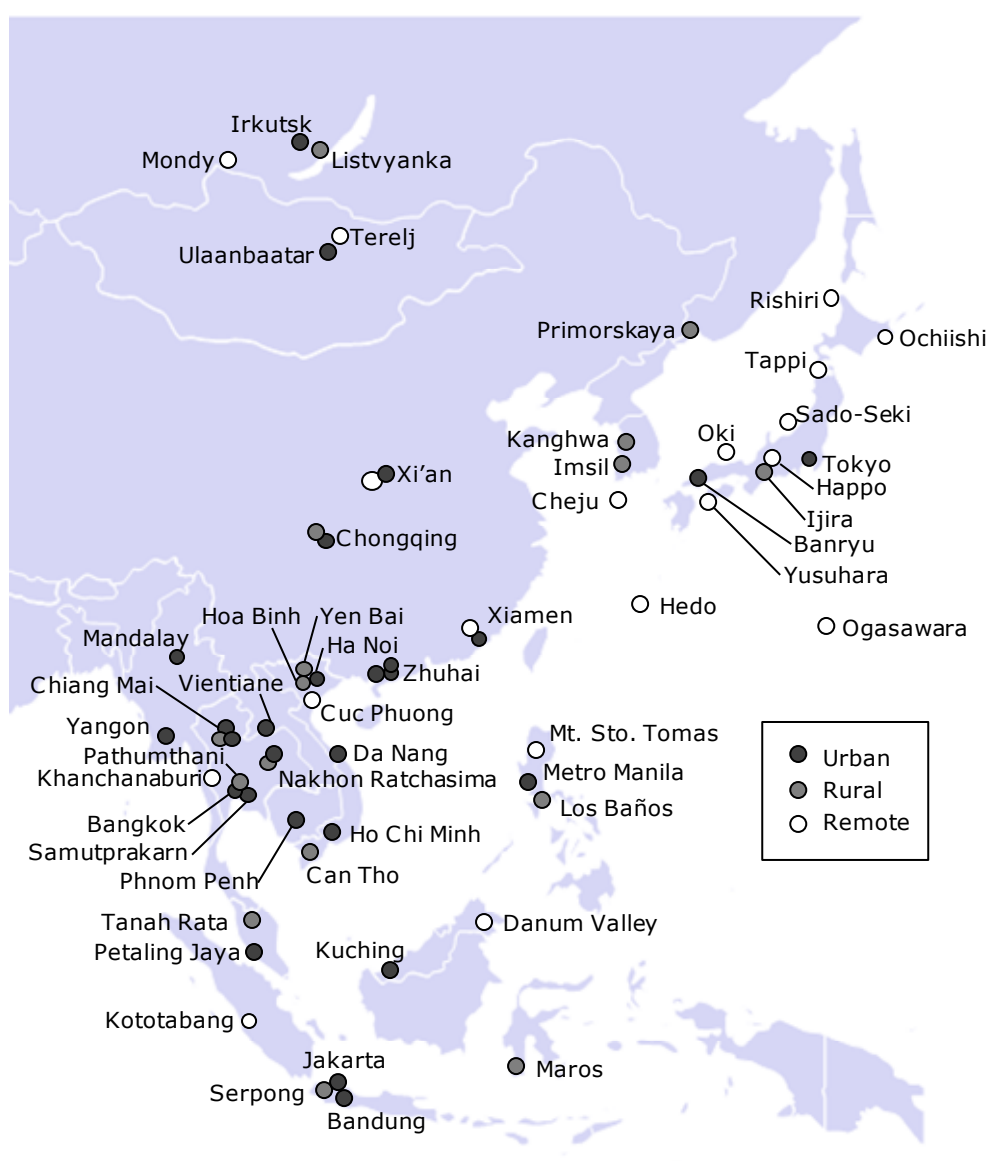 Irkutsk
Mondy
Listvyanka
Terelj
Ulaanbaatar
Rishiri
Primorskaya
Ochiishi
Tappi
Sado-Seki
Oki
Kanghwa
Imsil
Tokyo
Xi’an
Happo
Cheju
Ijira
Chongqing
Banryu
Yusuhara
Hedo
Hoa Binh
Yen Bai
Xiamen
Ogasawara
Mandalay
Ha Noi
Zhuhai
Chiang Mai
Vientiane
Cuc Phuong
Yangon
Mt. Sto. Tomas
Pathumthani
Da Nang
Khanchanaburi
Nakhon Ratchasima
Metro Manila
Los Baños
Urban
Rural
Remote
Bangkok
Ho Chi Minh
Samutprakarn
Phnom Penh
Can Tho
Tanah Rata
Danum Valley
Petaling Jaya
Kuching
Kototabang
Jakarta
Maros
Serpong
Bandung